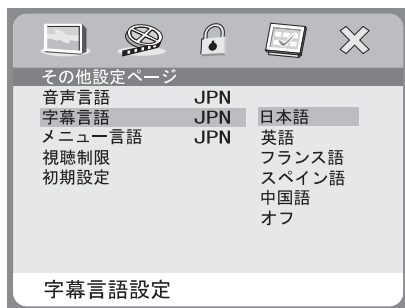 その他設定ページ
音声言語 JPN
字幕言語 JPN 日本語
メニュー言語 JPN 英語
視聴制限 フランス語
初期設定 スペイン語
中国語
オフ
字幕言語設定